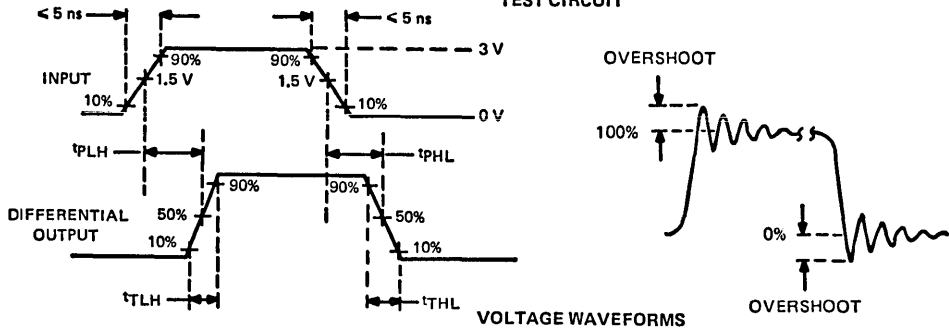 TEST CIRCUIT
< 5 ns
< 5 ns
3 V
90%
90%
INPUT
1.5 V
1.5 V
10%
10%
0 V
tPLH
tPHL
90%
90%
DIFFERENTIAL
OUTPUT
50%
50%
10%
10%
tTLH
tTHL
OVERSHOOT
100%
0%
OVERSHOOT
VOLTAGE WAVEFORMS